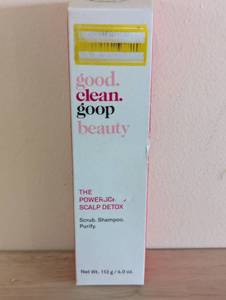 good.
clean.
goop
beauty
THE
SCALP DETOX
Scrub. Shampoo.
Purify.
Net Wt. 113 g / 4.0 oz.